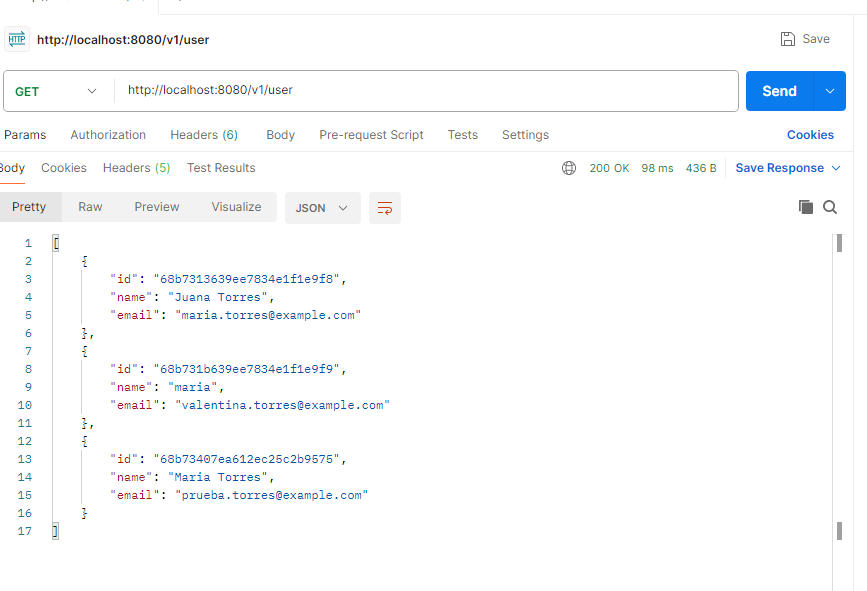 HTTP http://localhost:8080/v1/user Save
GET http://localhost:8080/v1/user Send
Params Authorization Headers (6) Body Pre-request Script Tests Settings Cookies
Body Cookies Headers (5) Test Results 200 OK 98 ms 436 B Save Response
Pretty Raw Preview Visualize JSON
1 [
2 {
3 "id": "68b7313639ee7834e1f1e9f8",
4 "name": "Juana Torres",
5 "email": "maria.torres@example.com"
6 },
7 {
8 "id": "68b731b639ee7834e1f1e9f9",
9 "name": "maria",
10 "email": "valentina.torres@example.com"
11 },
12 {
13 "id": "68b73407ea612ec25c2b9575",
14 "name": "Maria Torres",
15 "email": "prueba.torres@example.com"
16 }
17 ]